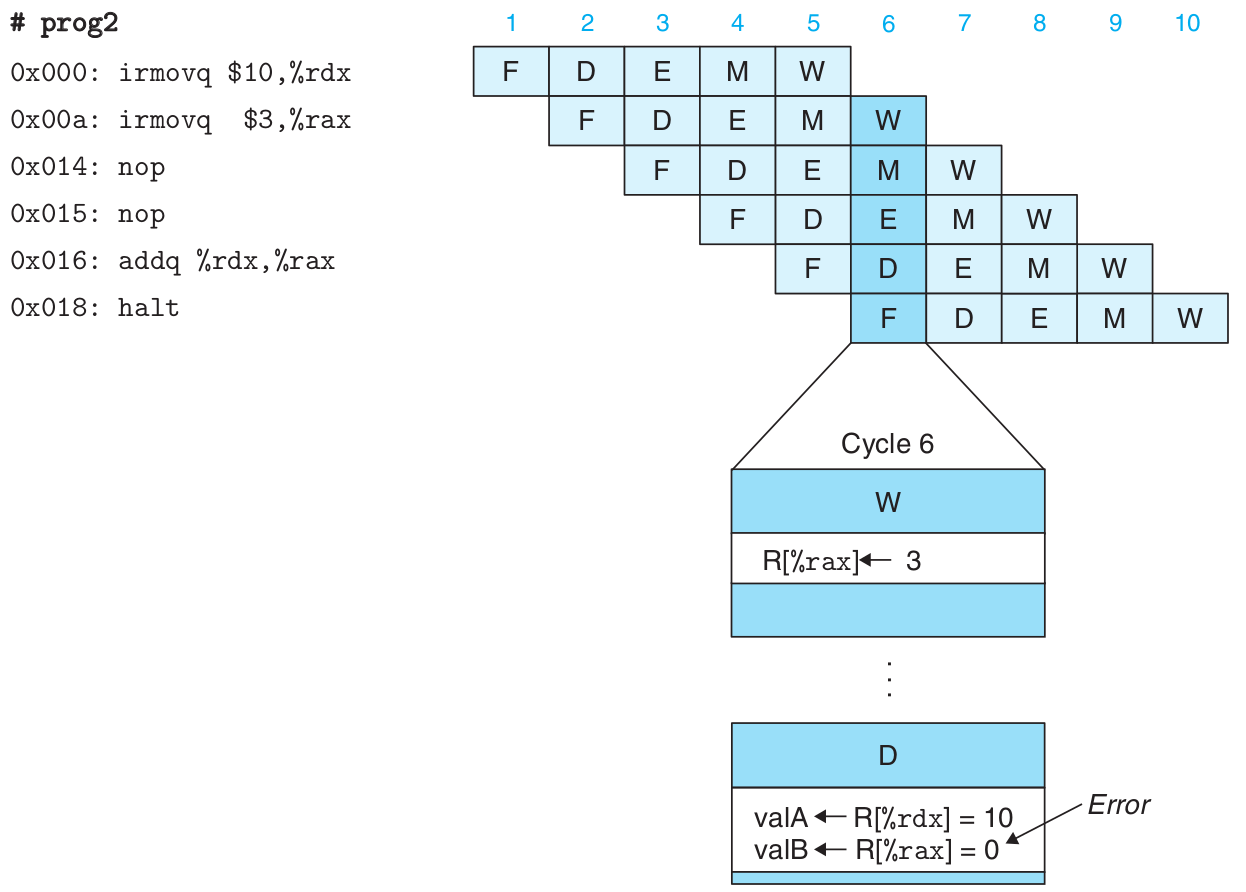 # prog2 1 2 3 4 5 6 7 8 9 10
0x000: irmovq $10,%rdx F D E M W
0x00a: irmovq  $3,%rax F D E M W
0x014: nop F D E M W
0x015: nop F D E M W
0x016: addq %rdx,%rax F D E M W
0x018: halt F D E M W
Cycle 6
W
R[%rax]← 3
⋮
D
valA ← R[%rdx] = 10
Error
valB ← R[%rax] = 0